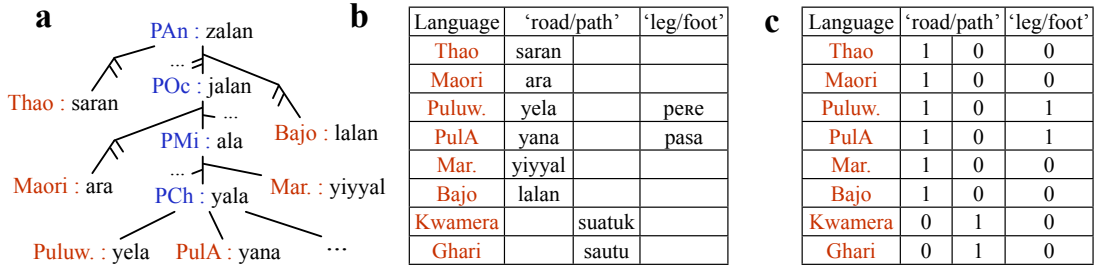 a
PAn : zalan
...
POc : jalan
Thao : saran
...
Bajo : lalan
PMi : ala
...
Maori : ara
PCh : yala
Mar. : yiyyal
Puluw. : yela
PulA : yana
...
b
Language 'road/path' 'leg/foot'
Thao saran
Maori ara
Puluw. yela peʀe
PulA yana pasa
Mar. yiyyal
Bajo lalan
Kwamera suatuk
Ghari sautu
c
Language 'road/path' 'leg/foot'
Thao 1 0 0
Maori 1 0 0
Puluw. 1 0 1
PulA 1 0 1
Mar. 1 0 0
Bajo 1 0 0
Kwamera 0 1 0
Ghari 0 1 0